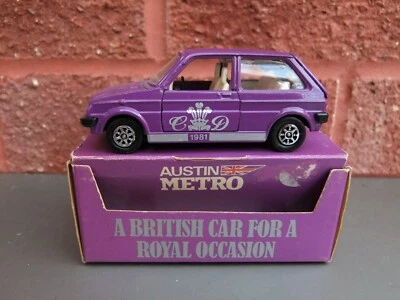 C D
1981
AUSTIN
METRO
A BRITISH CAR FOR A
ROYAL OCCASION